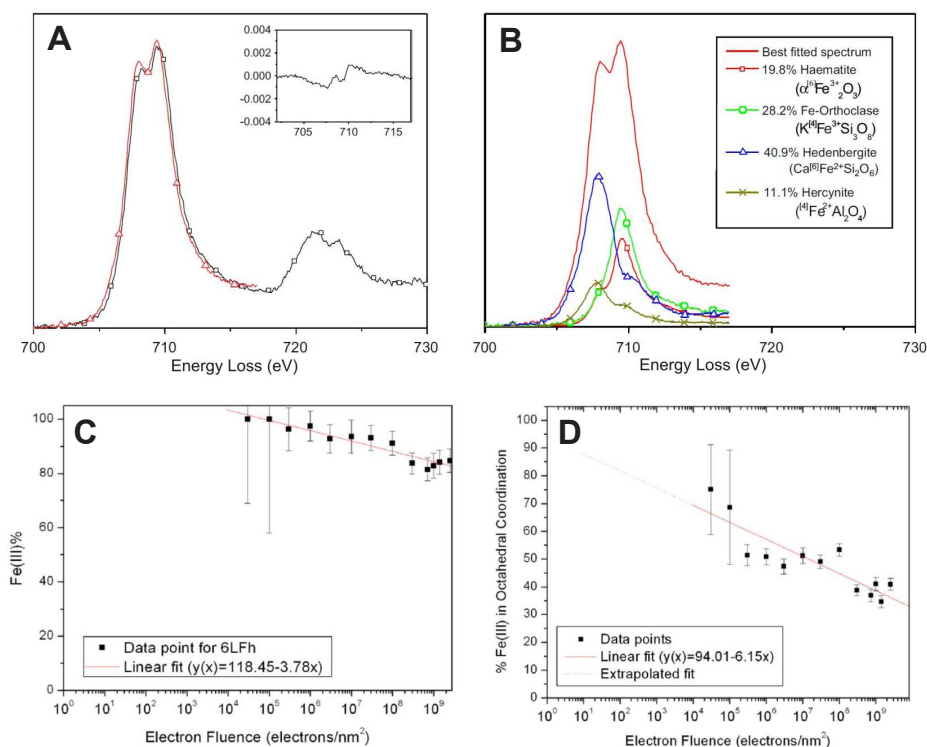 A
0.004
0.002
0.000
-0.002
-0.004
705 710 715
700 710 720 730
Energy Loss (eV)
B
Best fitted spectrum
19.8% Haematite
(α[6]Fe3+2O3)
28.2% Fe-Orthoclase
(K[4]Fe3+Si3O8)
40.9% Hedenbergite
(Ca[6]Fe2+Si2O6)
11.1% Hercynite
([4]Fe2+Al2O4)
700 710 720 730
Energy Loss (eV)
C
Fe(III)%
100
80
60
40
20
0
Data point for 6LFh
Linear fit (y(x)=118.45-3.78x)
10^0 10^1 10^2 10^3 10^4 10^5 10^6 10^7 10^8 10^9
Electron Fluence (electrons/nm2)
D
% Fe(III) in Octahedral Coordination
100
90
80
70
60
50
40
30
20
10
0
Data points
Linear fit (y(x)=94.01-6.15x)
Extrapolated fit
10^0 10^1 10^2 10^3 10^4 10^5 10^6 10^7 10^8 10^9
Electron Fluence (electrons/nm2)